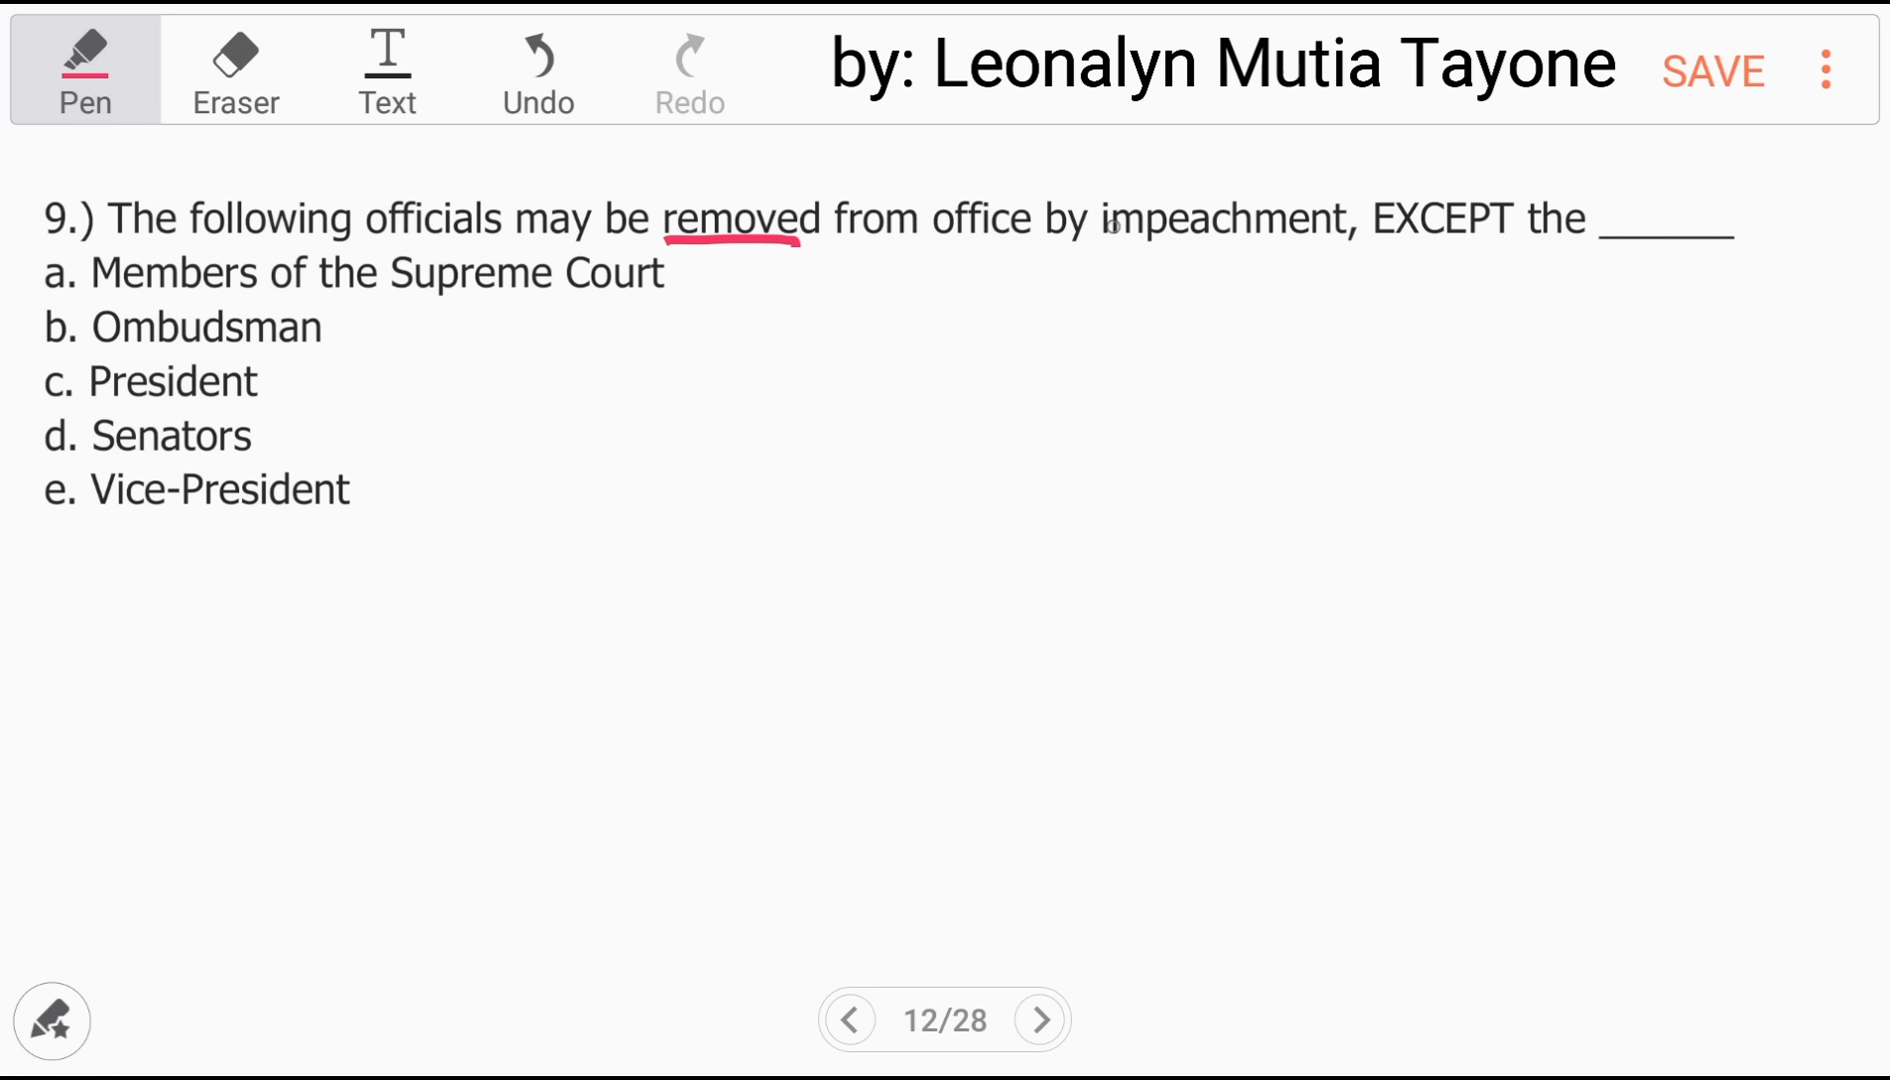 Pen
Eraser
Text
Undo
Redo
by: Leonalyn Mutia Tayone
SAVE
9.) The following officials may be removed from office by impeachment, EXCEPT the _______
a. Members of the Supreme Court
b. Ombudsman
c. President
d. Senators
e. Vice-President
12/28